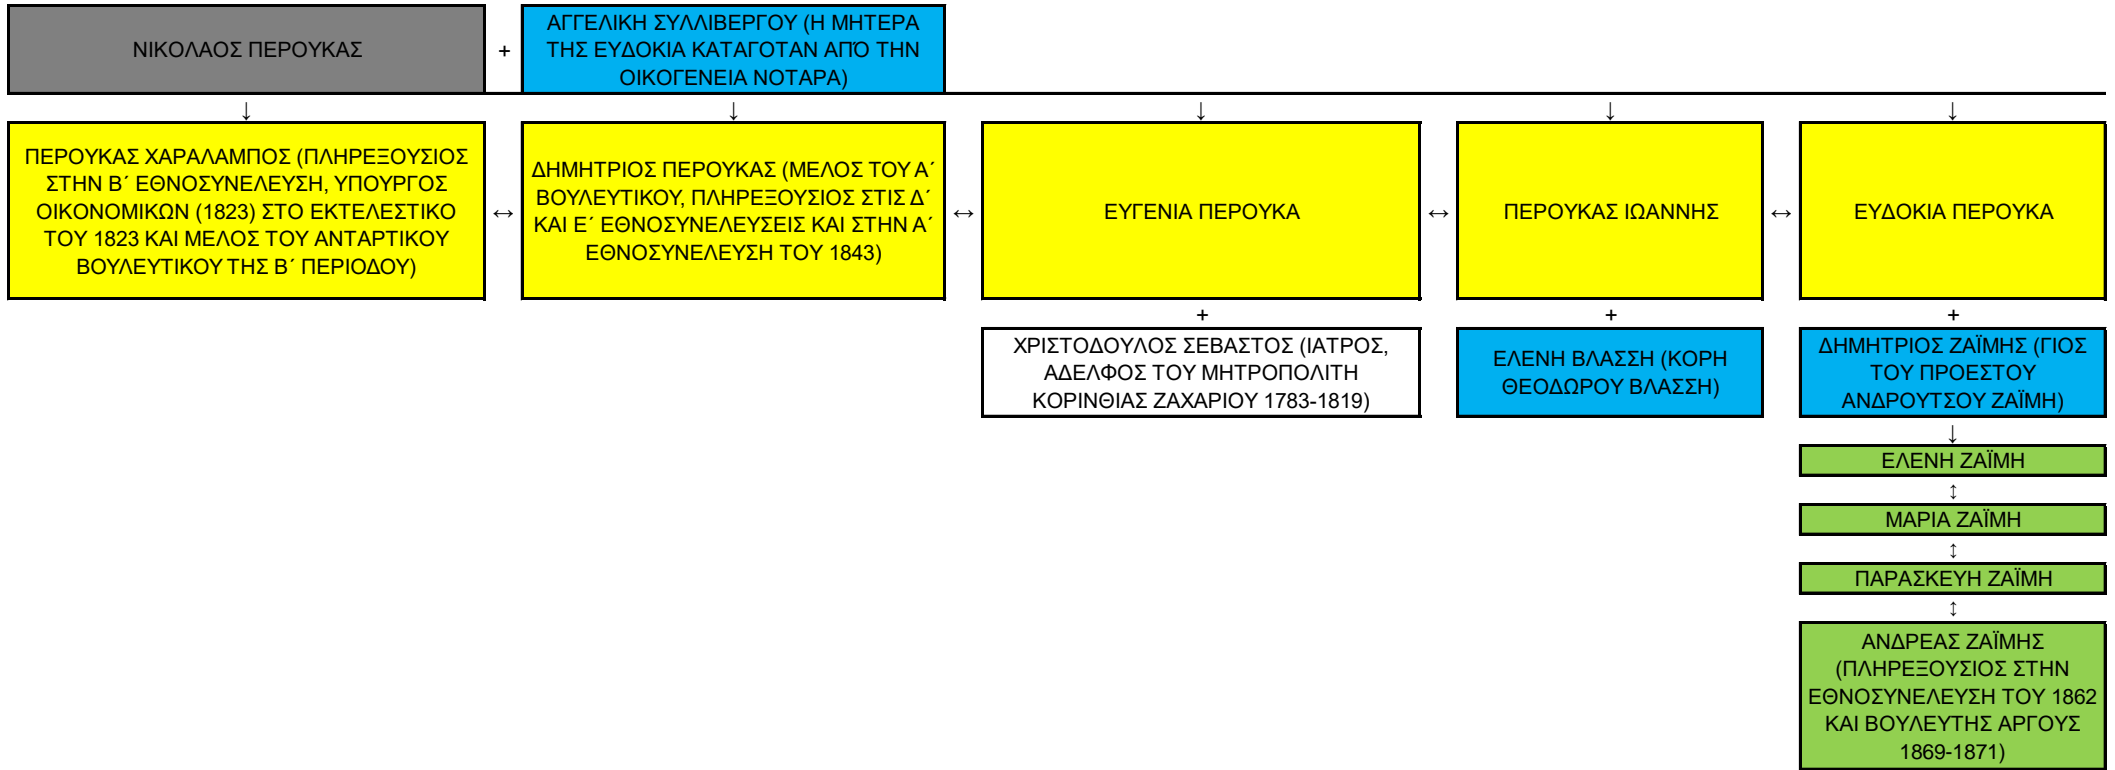 ΝΙΚΟΛΑΟΣ ΠΕΡΟΥΚΑΣ
+
ΑΓΓΕΛΙΚΗ ΣΥΛΛΙΒΕΡΓΟΥ (Η ΜΗΤΕΡΑ
ΤΗΣ ΕΥΔΟΚΙΑ ΚΑΤΑΓΟΤΑΝ ΑΠΌ ΤΗΝ
ΟΙΚΟΓΕΝΕΙΑ ΝΟΤΑΡΑ)
↓ ↓ ↓ ↓ ↓
ΠΕΡΟΥΚΑΣ ΧΑΡΑΛΑΜΠΟΣ (ΠΛΗΡΕΞΟΥΣΙΟΣ
ΣΤΗΝ Β΄ ΕΘΝΟΣΥΝΕΛΕΥΣΗ, ΥΠΟΥΡΓΟΣ
ΟΙΚΟΝΟΜΙΚΩΝ (1823) ΣΤΟ ΕΚΤΕΛΕΣΤΙΚΟ
ΤΟΥ 1823 ΚΑΙ ΜΕΛΟΣ ΤΟΥ ΑΝΤΑΡΤΙΚΟΥ
ΒΟΥΛΕΥΤΙΚΟΥ ΤΗΣ Β΄ ΠΕΡΙΟΔΟΥ)
↔
ΔΗΜΗΤΡΙΟΣ ΠΕΡΟΥΚΑΣ (ΜΕΛΟΣ ΤΟΥ Α΄
ΒΟΥΛΕΥΤΙΚΟΥ, ΠΛΗΡΕΞΟΥΣΙΟΣ ΣΤΙΣ Δ΄
ΚΑΙ Ε΄ ΕΘΝΟΣΥΝΕΛΕΥΣΕΙΣ ΚΑΙ ΣΤΗΝ Α΄
ΕΘΝΟΣΥΝΕΛΕΥΣΗ ΤΟΥ 1843)
↔
ΕΥΓΕΝΙΑ ΠΕΡΟΥΚΑ
↔
ΠΕΡΟΥΚΑΣ ΙΩΑΝΝΗΣ
↔
ΕΥΔΟΚΙΑ ΠΕΡΟΥΚΑ
+ + +
ΧΡΙΣΤΟΔΟΥΛΟΣ ΣΕΒΑΣΤΟΣ (ΙΑΤΡΟΣ,
ΑΔΕΛΦΟΣ ΤΟΥ ΜΗΤΡΟΠΟΛΙΤΗ
ΚΟΡΙΝΘΙΑΣ ΖΑΧΑΡΙΟΥ 1783-1819)
ΕΛΕΝΗ ΒΛΑΣΣΗ (ΚΟΡΗ
ΘΕΟΔΩΡΟΥ ΒΛΑΣΣΗ)
ΔΗΜΗΤΡΙΟΣ ΖΑΪΜΗΣ (ΓΙΟΣ
ΤΟΥ ΠΡΟΕΣΤΟΥ
ΑΝΔΡΟΥΤΣΟΥ ΖΑΪΜΗ)
↓
ΕΛΕΝΗ ΖΑΪΜΗ
↕
ΜΑΡΙΑ ΖΑΪΜΗ
↕
ΠΑΡΑΣΚΕΥΗ ΖΑΪΜΗ
↕
ΑΝΔΡΕΑΣ ΖΑΪΜΗΣ
(ΠΛΗΡΕΞΟΥΣΙΟΣ ΣΤΗΝ
ΕΘΝΟΣΥΝΕΛΕΥΣΗ ΤΟΥ 1862
ΚΑΙ ΒΟΥΛΕΥΤΗΣ ΑΡΓΟΥΣ
1869-1871)